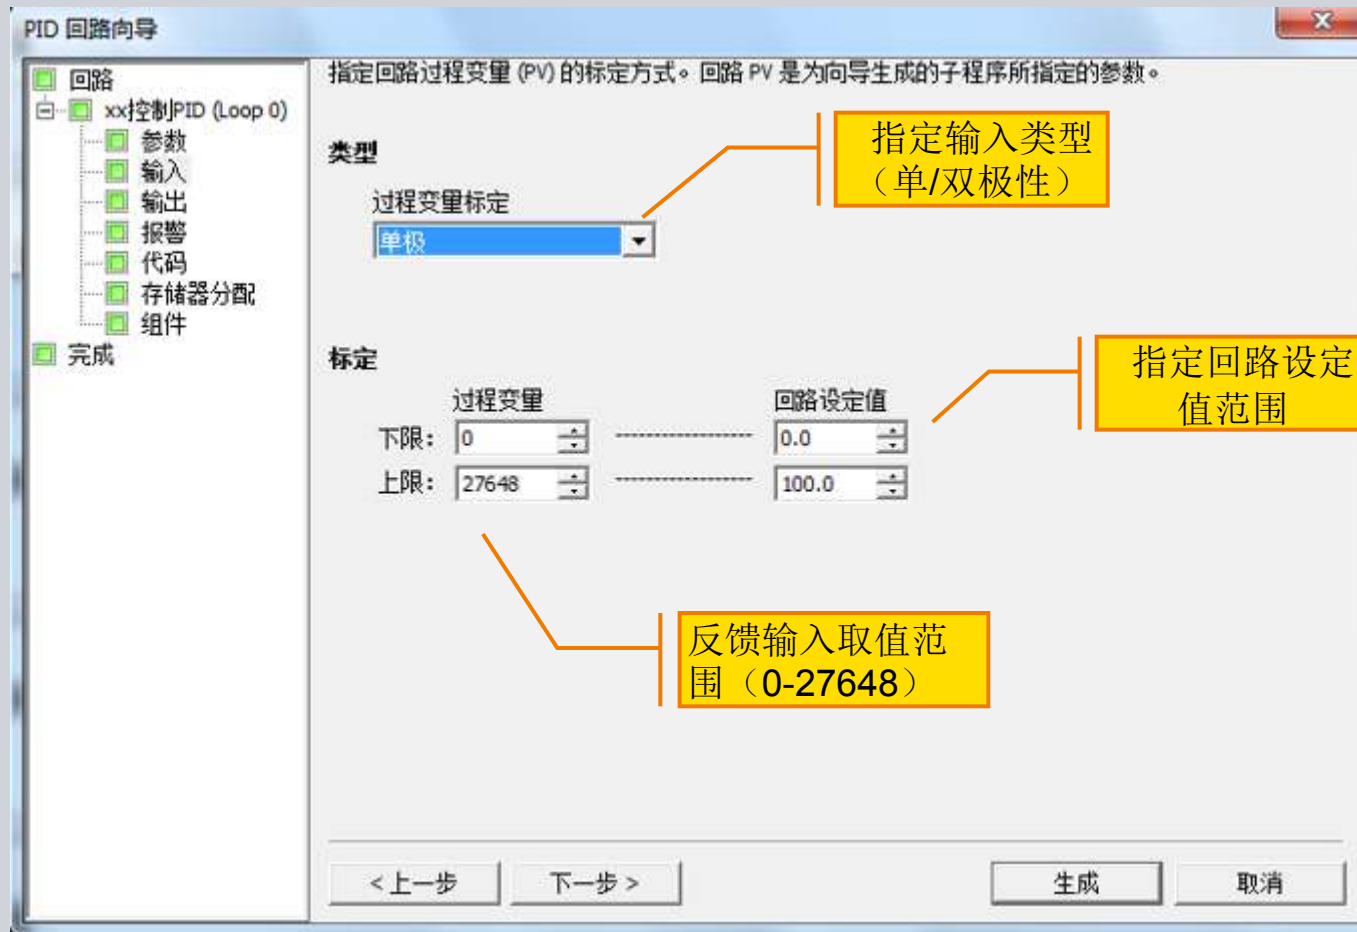 PID 回路向导
回路
xx控制PID (Loop 0)
参数
输入
输出
报警
代码
存储器分配
组件
完成
指定回路过程变量 (PV) 的标定方式。回路 PV 是为向导生成的子程序所指定的参数。
类型
过程变量标定
单极
指定输入类型
（单/双极性）
标定
过程变量 回路设定值
下限： 0 ------------------ 0.0
上限： 27648 ------------------ 100.0
指定回路设定
值范围
反馈输入取值范
围（0-27648）
< 上一步 下一步 > 生成 取消